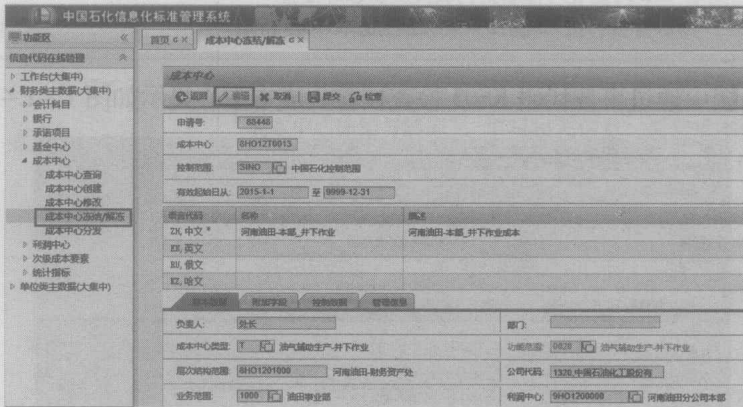 中国石化信息化标准管理系统
功能区
首页
成本中心冻结/解冻
信息代码在线管理
工作台(大集中)
财务类主数据(大集中)
会计科目
银行
承诺项目
基金中心
成本中心
成本中心查询
成本中心创建
成本中心修改
成本中心冻结/解冻
成本中心分发
利润中心
次级成本要素
统计指标
单位类主数据(大集中)
成本中心
返回 编辑 取消 提交 检查
申请号: 88446
成本中心: 8HO12T0013
控制范围: SINO 中国石化控制范围
有效起始日从: 2015-1-1 至 9999-12-31
语言代码 名称 描述
ZH, 中文 * 河南油田-本部_井下作业 河南油田-本部_井下作业成本
EN, 英文
RU, 俄文
KZ, 哈文
基本数据 附加字段 控制数据 管理信息
负责人: 处长 部门:
成本中心类型: T 油气辅助生产-井下作业 功能范围: 0828 油气辅助生产-井下作业
层次结构范围: 8HO1201000 河南油田-财务资产处 公司代码: 1320,中国石油化工股份有
业务范围: 1000 油田事业部 利润中心: 9HO1200000 河南油田分公司本部